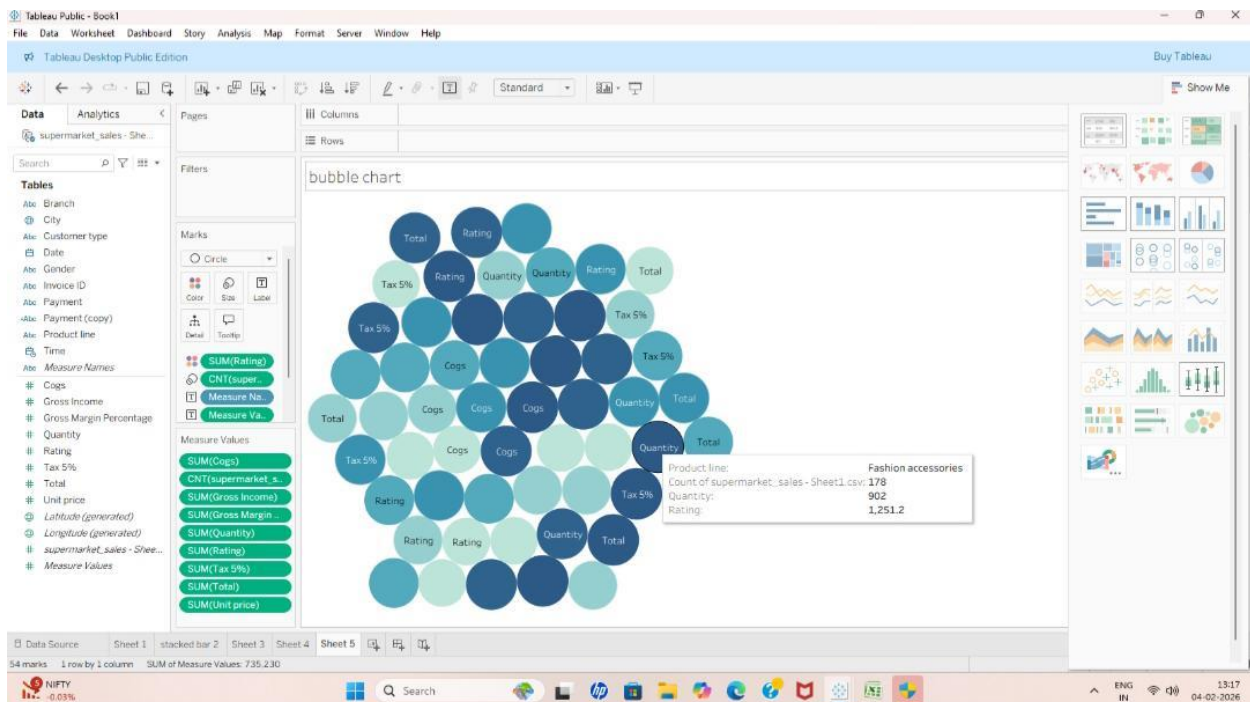 Tableau Public - Book1
File Data Worksheet Dashboard Story Analysis Map Format Server Window Help
Tableau Desktop Public Edition
Buy Tableau
Standard
Show Me
Data Analytics
supermarket_sales - She...
Search
Tables
Abc Branch
City
Abc Customer type
Date
Abc Gender
Abc Invoice ID
Abc Payment
Abc Payment (copy)
Abc Product line
Time
Abc Measure Names
# Cogs
# Gross Income
# Gross Margin Percentage
# Quantity
# Rating
# Tax 5%
# Total
# Unit price
Latitude (generated)
Longitude (generated)
# supermarket_sales - Shee...
# Measure Values
Pages
Filters
Marks
Circle
Color Size Label
Detail Tooltip
SUM(Rating)
CNT(super..
Measure Na..
Measure Va..
Measure Values
SUM(Cogs)
CNT(supermarket_s..
SUM(Gross Income)
SUM(Gross Margin ..
SUM(Quantity)
SUM(Rating)
SUM(Tax 5%)
SUM(Total)
SUM(Unit price)
Columns
Rows
bubble chart
Total Rating
Tax 5% Rating Quantity Quantity Rating Total
Tax 5% Tax 5%
Cogs Tax 5%
Total Cogs Cogs Cogs Quantity Total
Tax 5% Cogs Cogs Quantity Total
Rating Tax 5%
Rating Rating Quantity Total
Product line: Fashion accessories
Count of supermarket_sales - Sheet1.csv: 178
Quantity: 902
Rating: 1,251.2
Data Source Sheet 1 stacked bar 2 Sheet 3 Sheet 4 Sheet 5
54 marks 1 row by 1 column SUM of Measure Values: 735,230
NIFTY
-0.03%
Search
ENG
IN
13:17
04-02-2026